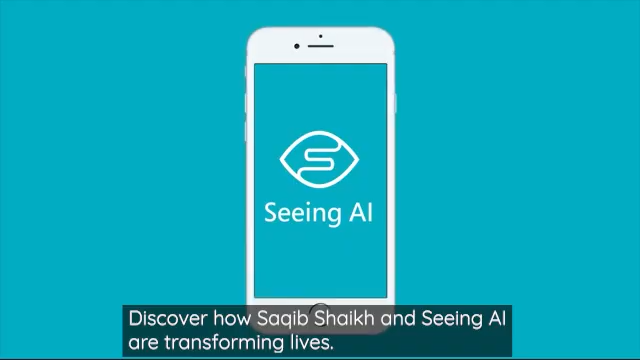 Seeing AI
Discover how Saqib Shaikh and Seeing AI
are transforming lives.